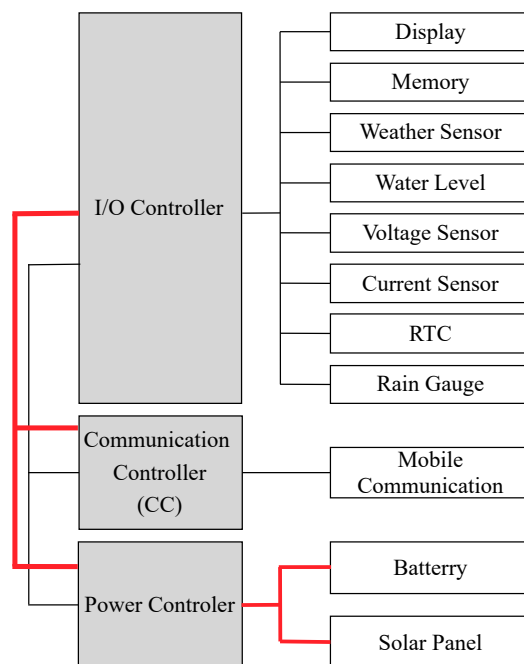 Display
Memory
Weather Sensor
Water Level
I/O Controller
Voltage Sensor
Current Sensor
RTC
Rain Gauge
Communication
Controller
(CC)
Mobile
Communication
Batterry
Power Controler
Solar Panel